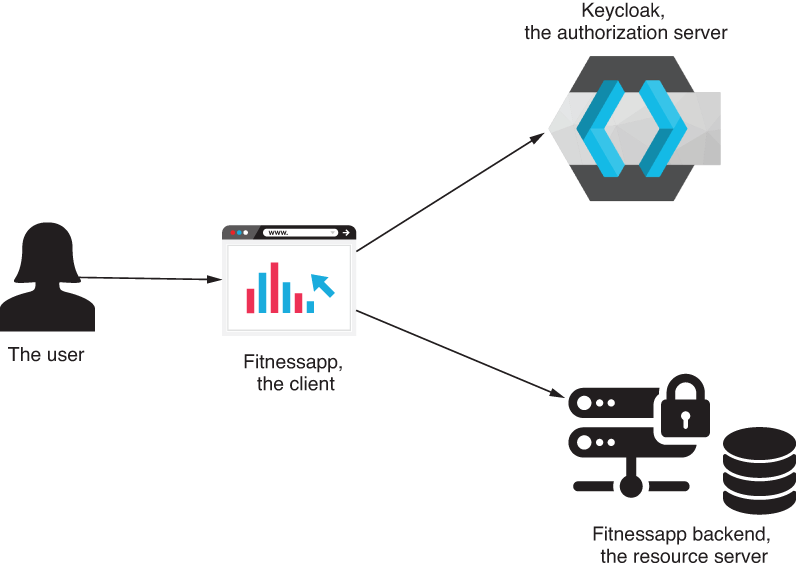 Keycloak,
the authorization server
www.
The user
Fitnessapp,
the client
Fitnessapp backend,
the resource server